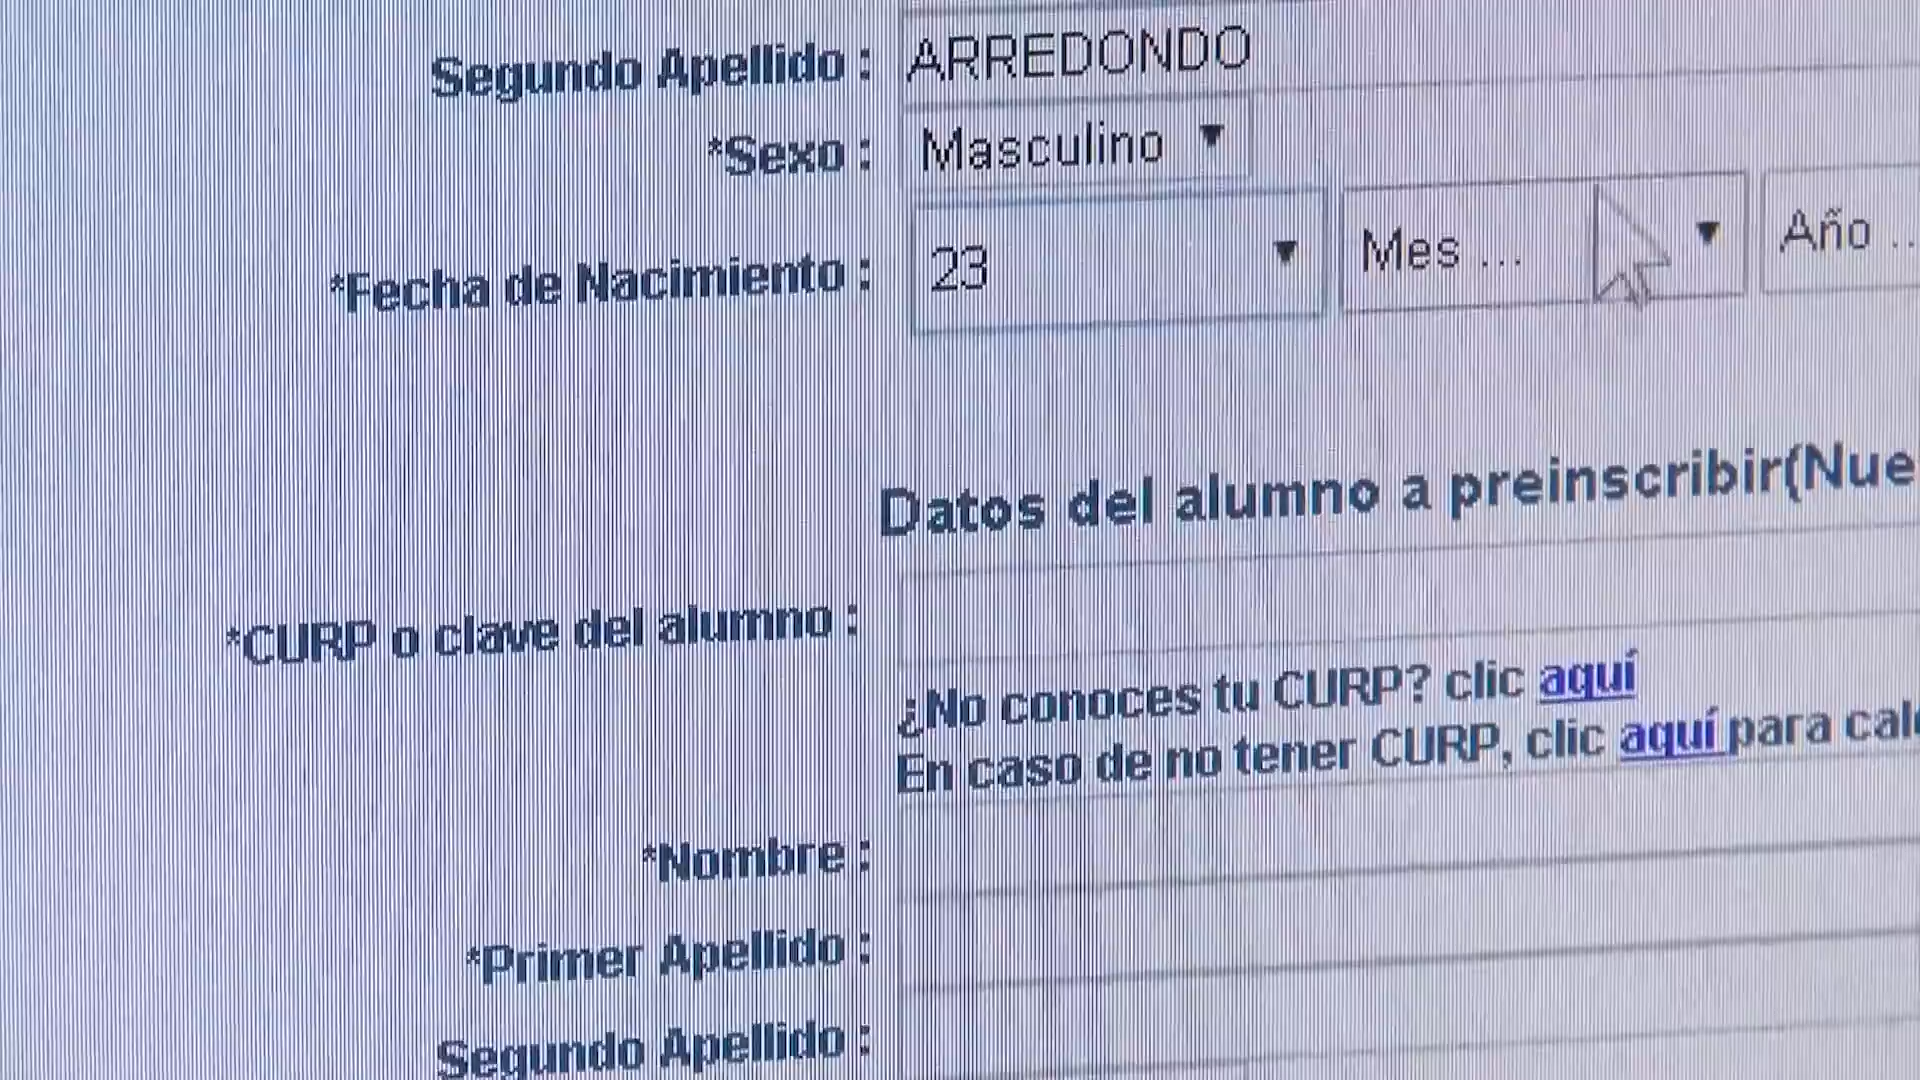 Segundo Apellido : ARREDONDO
*Sexo : Masculino
*Fecha de Nacimiento : 23 Mes ... Año ..
Datos del alumno a preinscribir(Nue
*CURP o clave del alumno :
¿No conoces tu CURP? clic aquí
En caso de no tener CURP, clic aquí para calc
*Nombre :
*Primer Apellido :
Segundo Apellido :